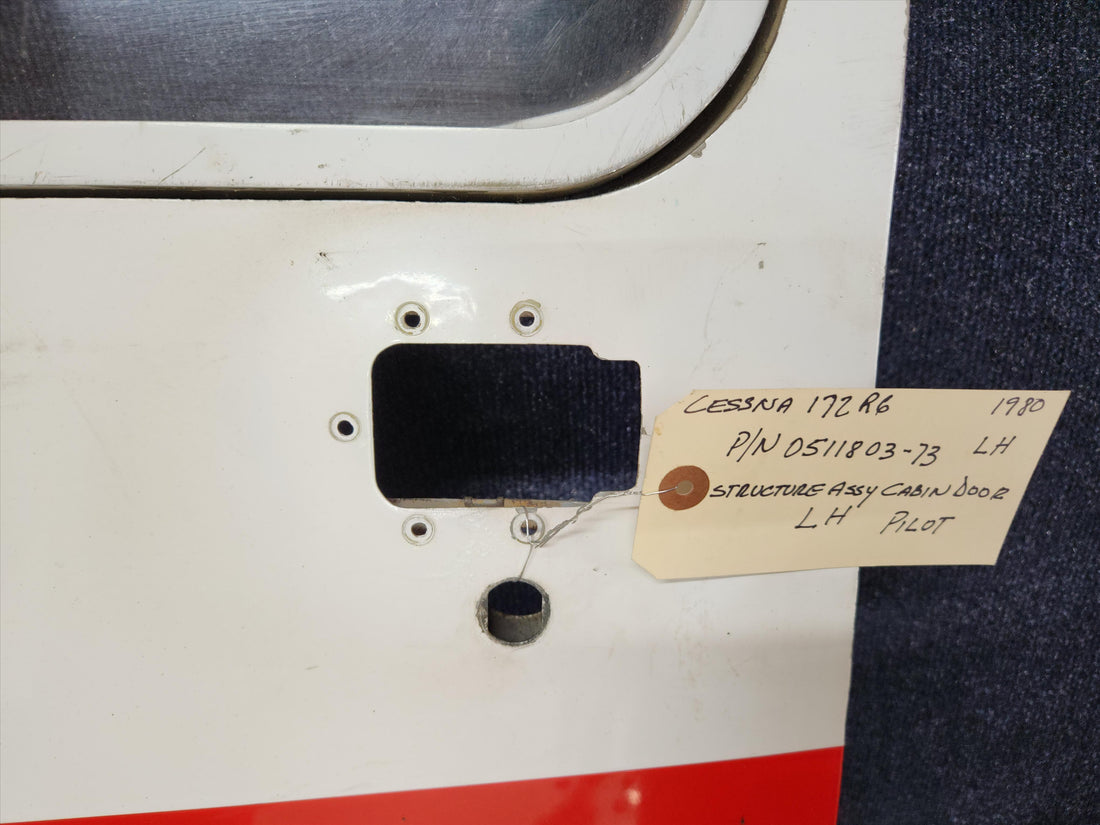 CESSNA 172 RG 1980
P/N 0511803-73 LH
STRUCTURE ASSY CABIN DOOR
LH PILOT